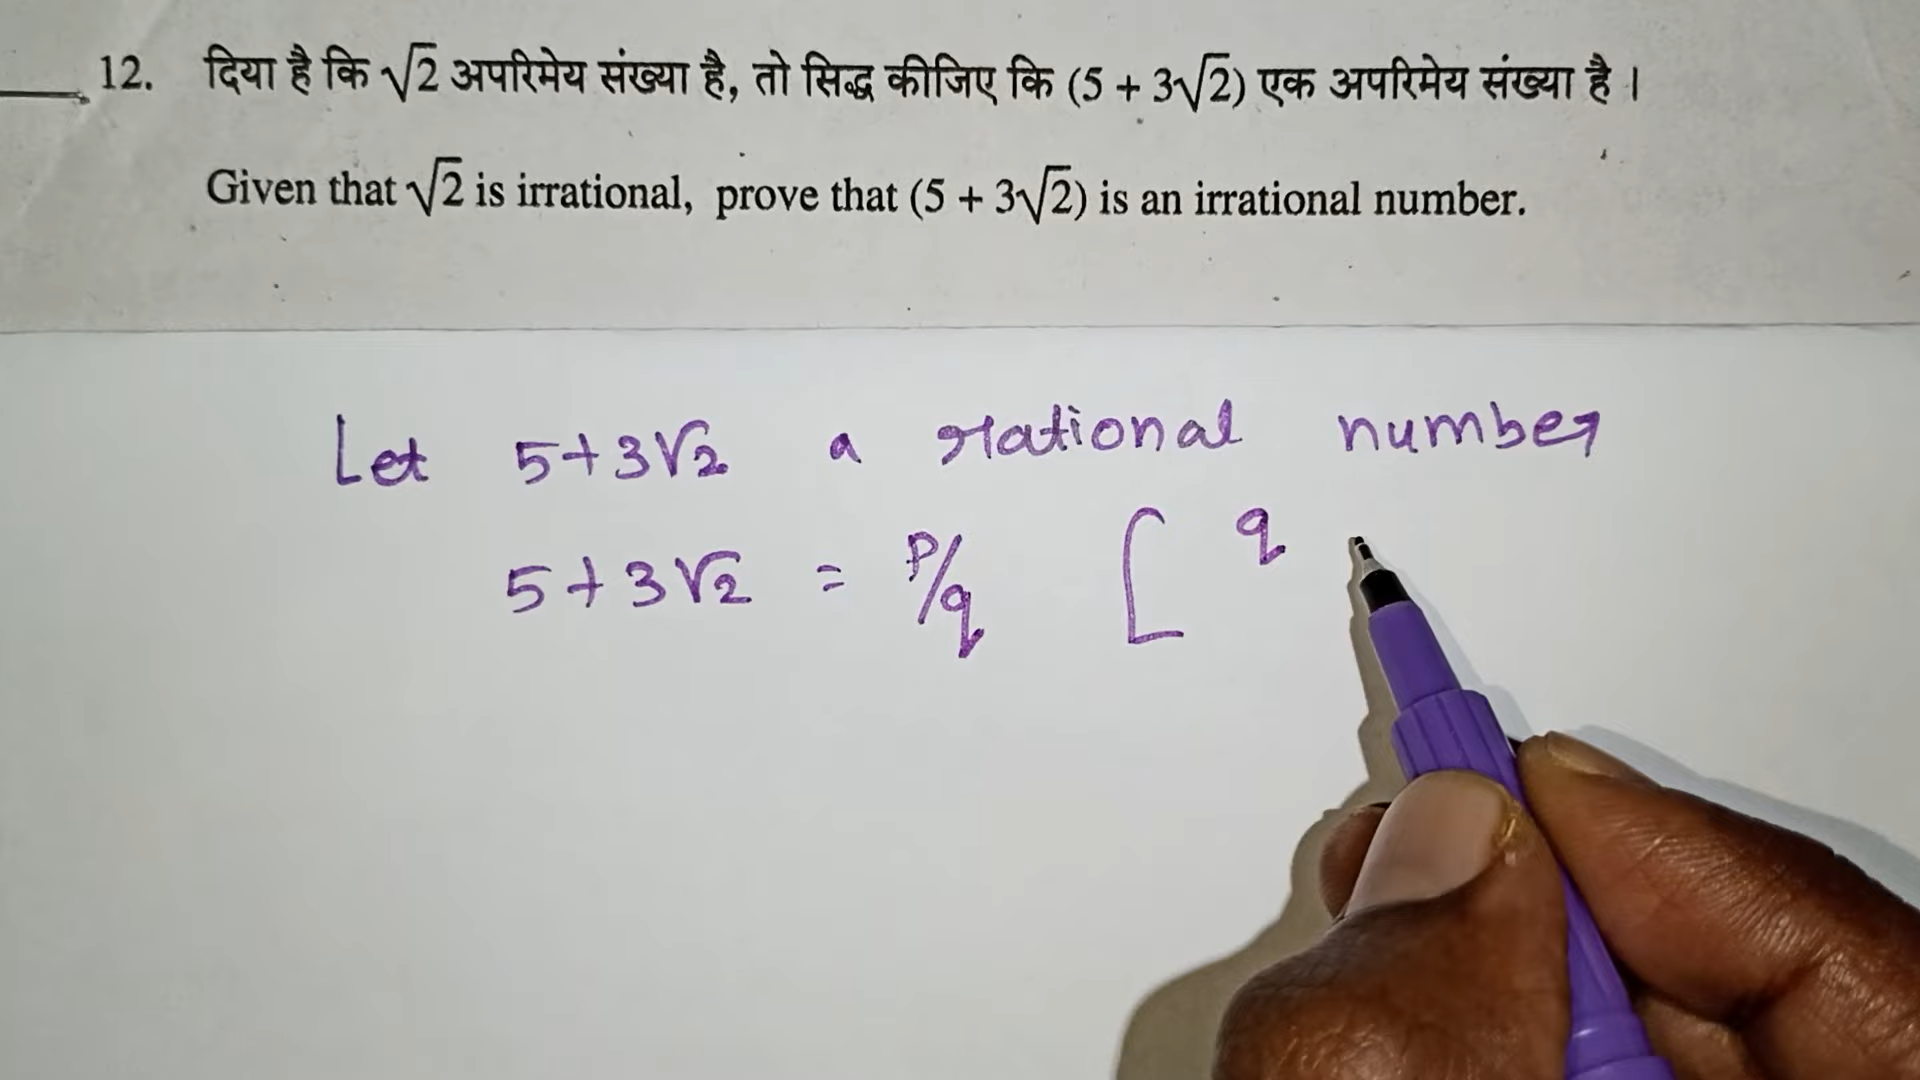 12. दिया है कि √2 अपरिमेय संख्या है, तो सिद्ध कीजिए कि (5 + 3√2) एक अपरिमेय संख्या है ।
Given that √2 is irrational, prove that (5 + 3√2) is an irrational number.
Let 5+3√2 a rational number
5+3√2 = p/q [ q